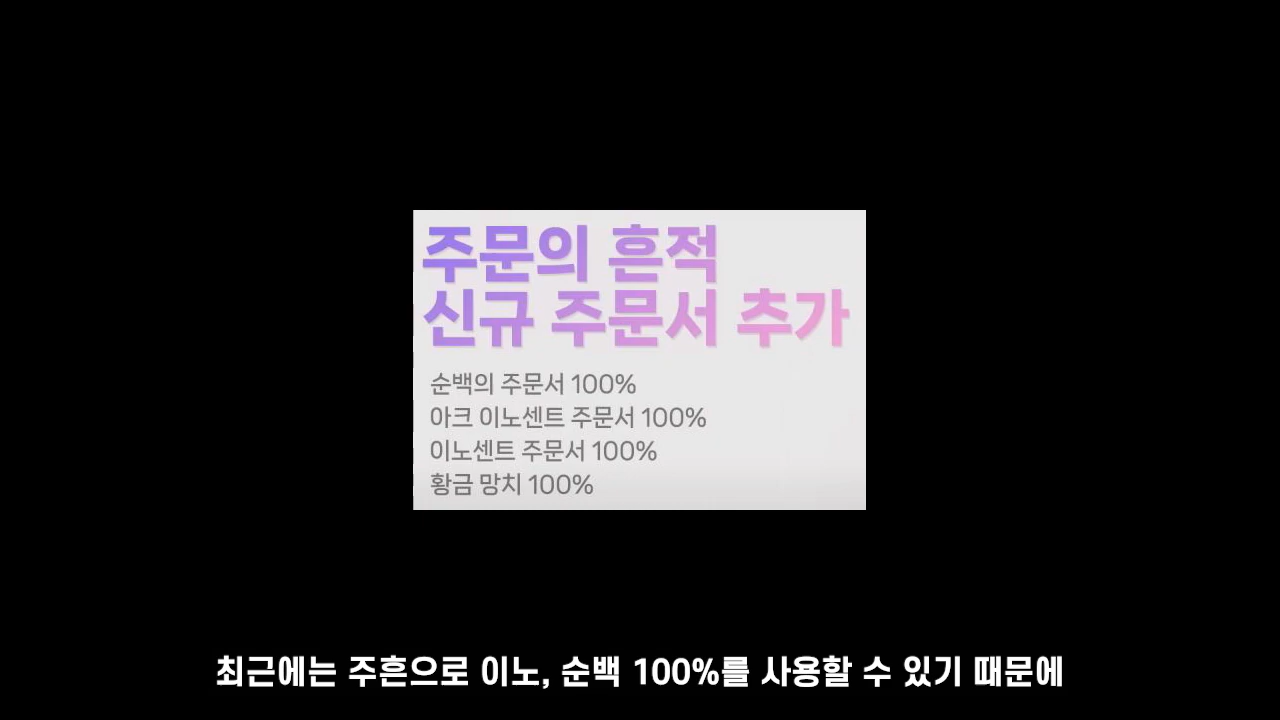 주문의 흔적
신규 주문서 추가
순백의 주문서 100%
아크 이노센트 주문서 100%
이노센트 주문서 100%
황금 망치 100%
최근에는 주흔으로 이노, 순백 100%를 사용할 수 있기 때문에